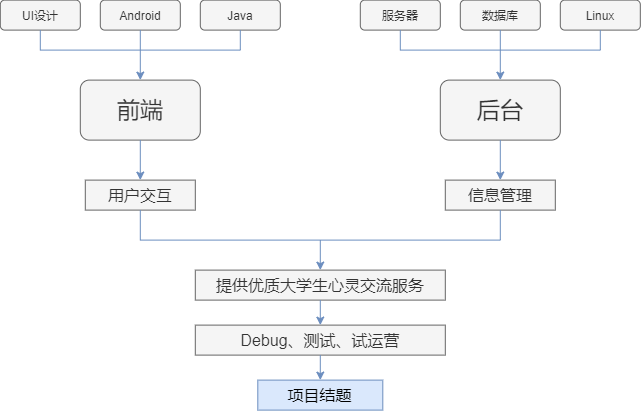 UI设计
Android
Java
服务器
数据库
Linux
前端
后台
用户交互
信息管理
提供优质大学生心灵交流服务
Debug、测试、试运营
项目结题